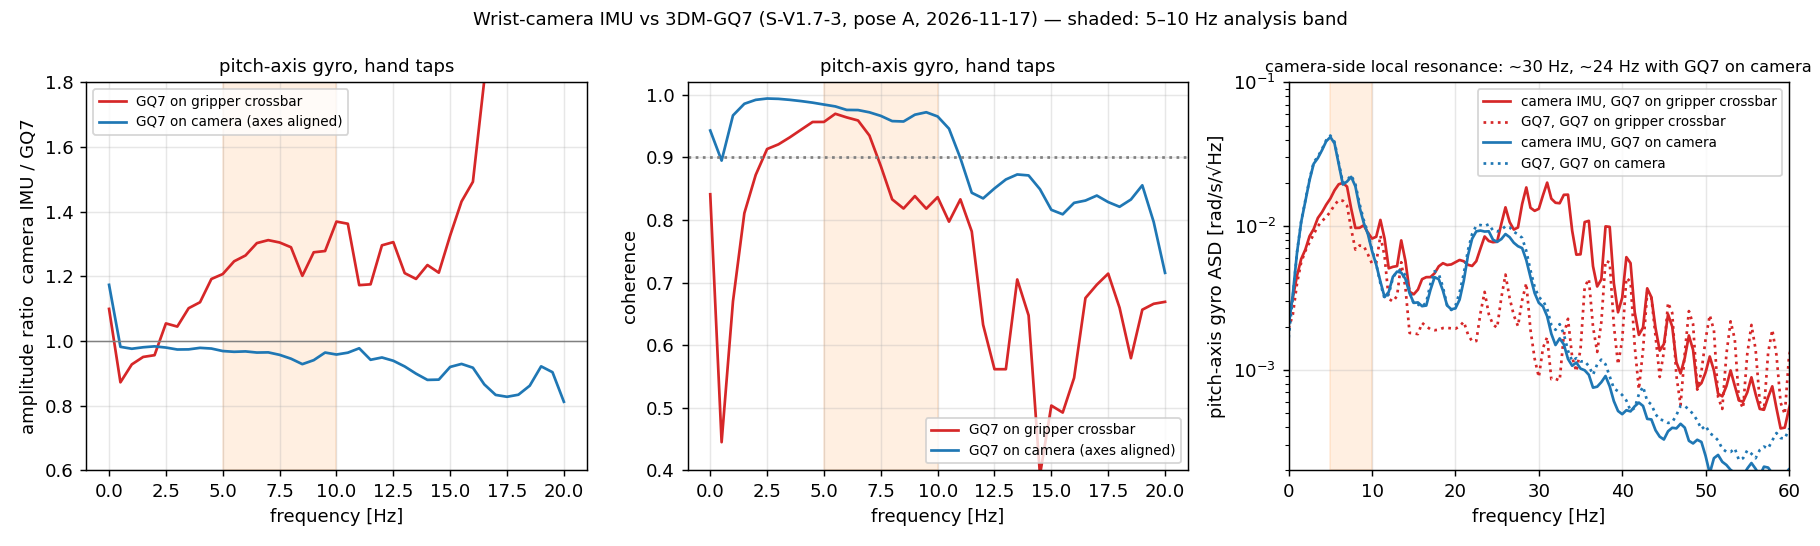 Wrist-camera IMU vs 3DM-GQ7 (S-V1.7-3, pose A, 2026-11-17) — shaded: 5–10 Hz analysis band
pitch-axis gyro, hand taps
amplitude ratio  camera IMU / GQ7
1.8
1.6
1.4
1.2
1.0
0.8
0.6
GQ7 on gripper crossbar
GQ7 on camera (axes aligned)
0.0 2.5 5.0 7.5 10.0 12.5 15.0 17.5 20.0
frequency [Hz]
pitch-axis gyro, hand taps
coherence
1.0
0.9
0.8
0.7
0.6
0.5
0.4
GQ7 on gripper crossbar
GQ7 on camera (axes aligned)
0.0 2.5 5.0 7.5 10.0 12.5 15.0 17.5 20.0
frequency [Hz]
camera-side local resonance: ~30 Hz, ~24 Hz with GQ7 on camera
pitch-axis gyro ASD [rad/s/√Hz]
10⁻¹
10⁻²
10⁻³
camera IMU, GQ7 on gripper crossbar
GQ7, GQ7 on gripper crossbar
camera IMU, GQ7 on camera
GQ7, GQ7 on camera
0 10 20 30 40 50 60
frequency [Hz]